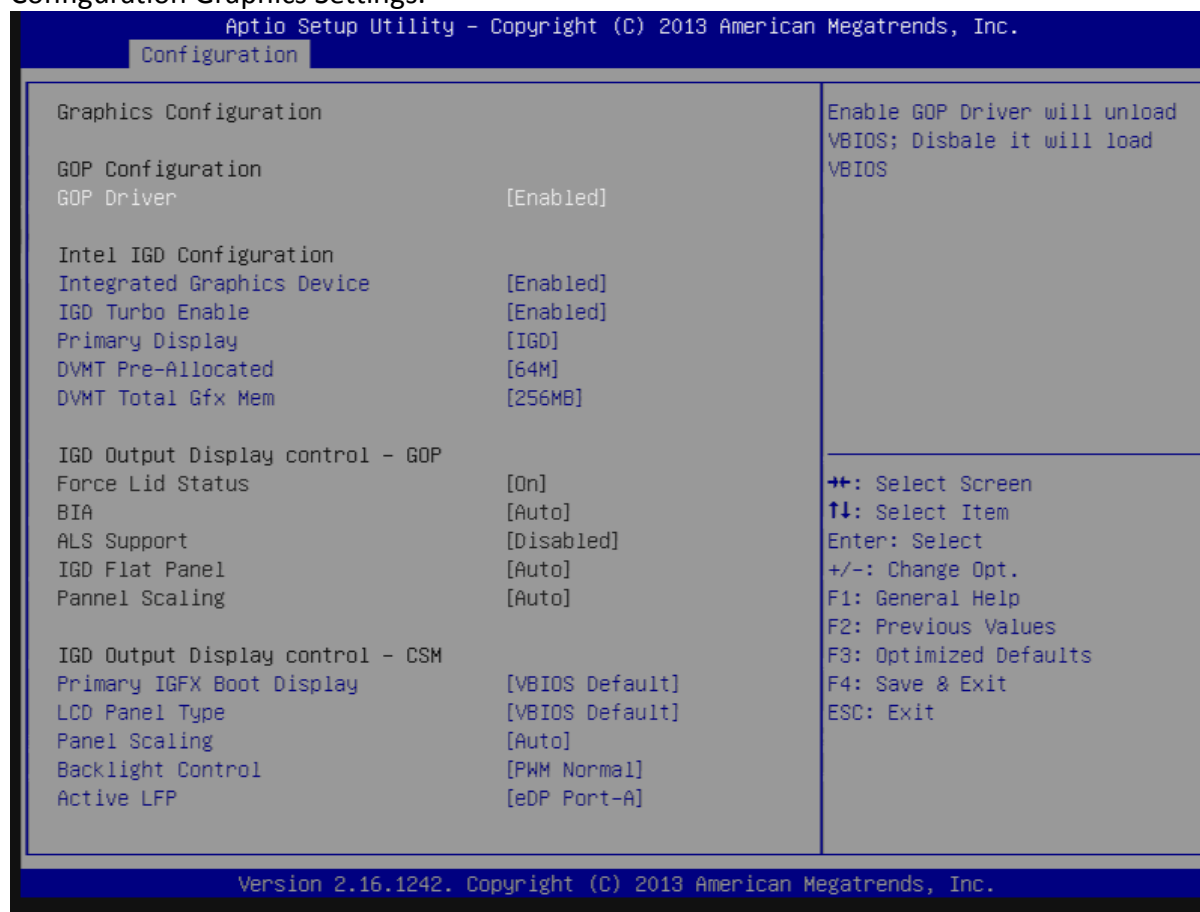 Configuration Graphics Settings:
Aptio Setup Utility – Copyright (C) 2013 American Megatrends, Inc.
Configuration
Graphics Configuration
GOP Configuration
GOP Driver [Enabled]
Intel IGD Configuration
Integrated Graphics Device [Enabled]
IGD Turbo Enable [Enabled]
Primary Display [IGD]
DVMT Pre-Allocated [64M]
DVMT Total Gfx Mem [256MB]
IGD Output Display control – GOP
Force Lid Status [On]
BIA [Auto]
ALS Support [Disabled]
IGD Flat Panel [Auto]
Pannel Scaling [Auto]
IGD Output Display control – CSM
Primary IGFX Boot Display [VBIOS Default]
LCD Panel Type [VBIOS Default]
Panel Scaling [Auto]
Backlight Control [PWM Normal]
Active LFP [eDP Port-A]
Enable GOP Driver will unload
VBIOS; Disbale it will load
VBIOS
→←: Select Screen
↑↓: Select Item
Enter: Select
+/-: Change Opt.
F1: General Help
F2: Previous Values
F3: Optimized Defaults
F4: Save & Exit
ESC: Exit
Version 2.16.1242. Copyright (C) 2013 American Megatrends, Inc.